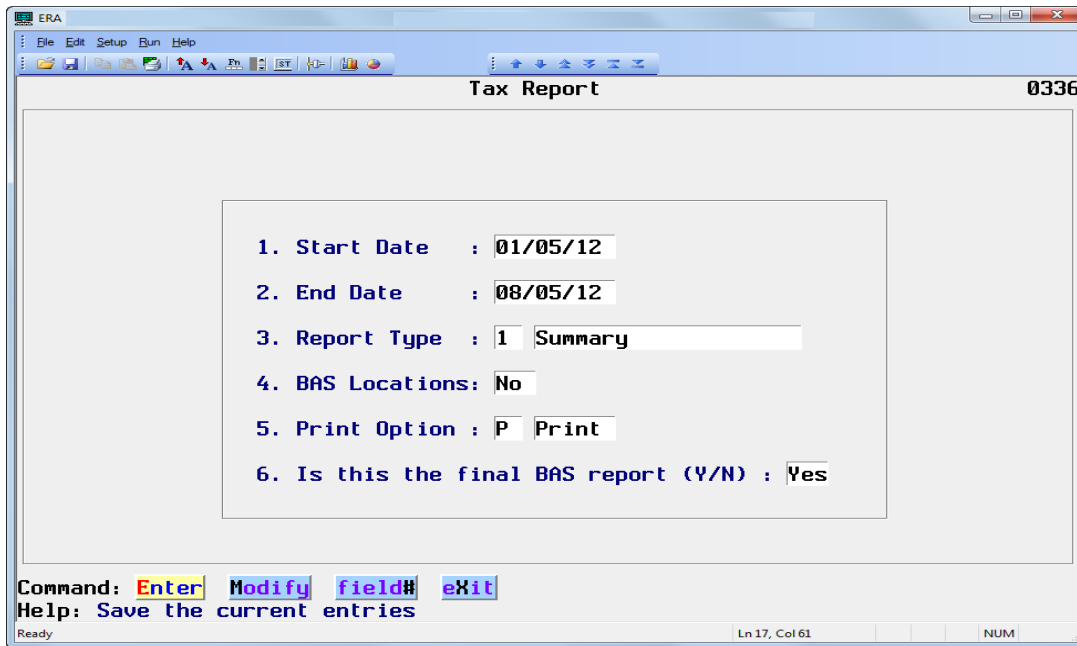 ERA
File Edit Setup Run Help
Fn ST
Tax Report 0336
1. Start Date : 01/05/12
2. End Date : 08/05/12
3. Report Type : 1 Summary
4. BAS Locations: No
5. Print Option : P Print
6. Is this the final BAS report (Y/N) : Yes
Command: Enter Modify field# eXit
Help: Save the current entries
Ready Ln 17, Col 61 NUM